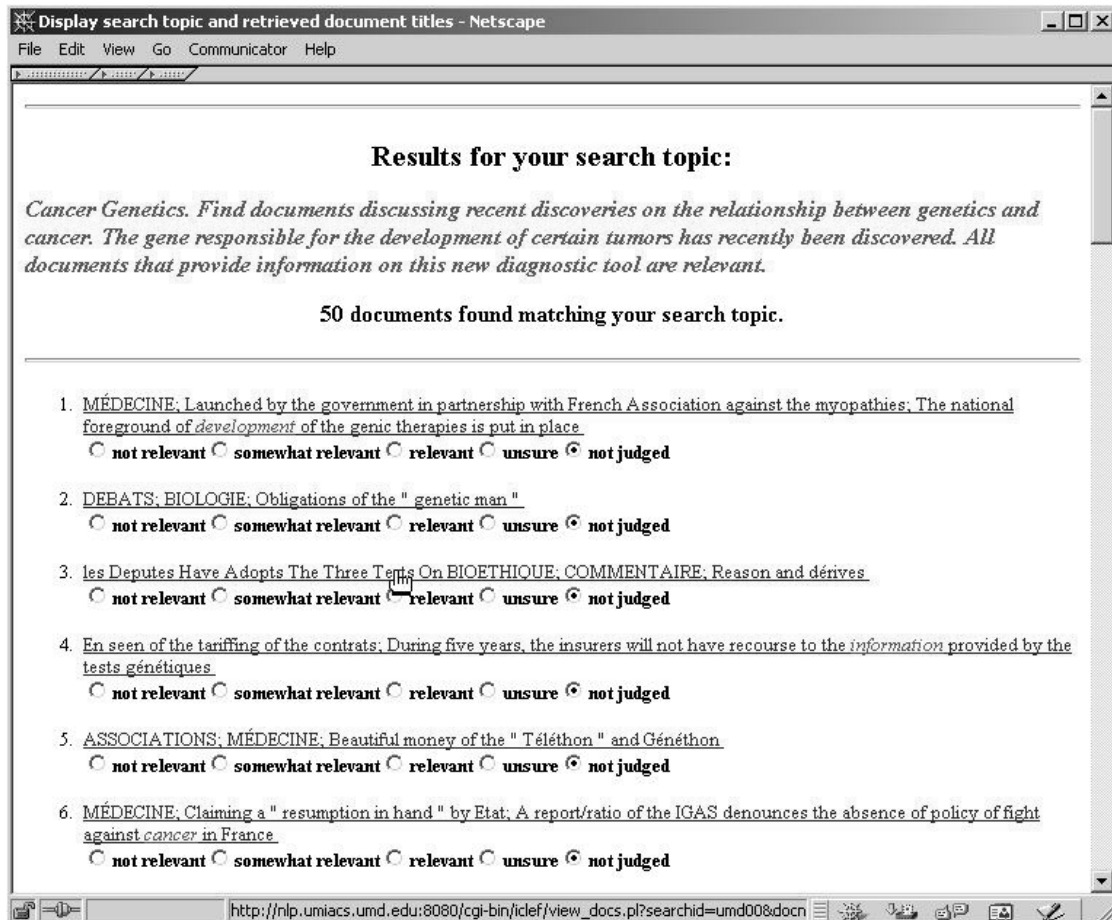 Display search topic and retrieved document titles - Netscape
File Edit View Go Communicator Help
Results for your search topic:
Cancer Genetics. Find documents discussing recent discoveries on the relationship between genetics and
cancer. The gene responsible for the development of certain tumors has recently been discovered. All
documents that provide information on this new diagnostic tool are relevant.
50 documents found matching your search topic.
1. MÉDECINE; Launched by the government in partnership with French Association against the myopathies; The national
foreground of development of the genic therapies is put in place
not relevant somewhat relevant relevant unsure not judged
2. DEBATS; BIOLOGIE; Obligations of the " genetic man "
not relevant somewhat relevant relevant unsure not judged
3. les Deputes Have Adopts The Three Texts On BIOETHIQUE; COMMENTAIRE; Reason and dérives
not relevant somewhat relevant relevant unsure not judged
4. En seen of the tariffing of the contrats; During five years, the insurers will not have recourse to the information provided by the
tests génétiques
not relevant somewhat relevant relevant unsure not judged
5. ASSOCIATIONS; MÉDECINE; Beautiful money of the " Téléthon " and Généthon
not relevant somewhat relevant relevant unsure not judged
6. MÉDECINE; Claiming a " resumption in hand " by Etat; A report/ratio of the IGAS denounces the absence of policy of fight
against cancer in France
not relevant somewhat relevant relevant unsure not judged
http://nlp.umiacs.umd.edu:8080/cgi-bin/iclef/view_docs.pl?searchid=umd00&docn